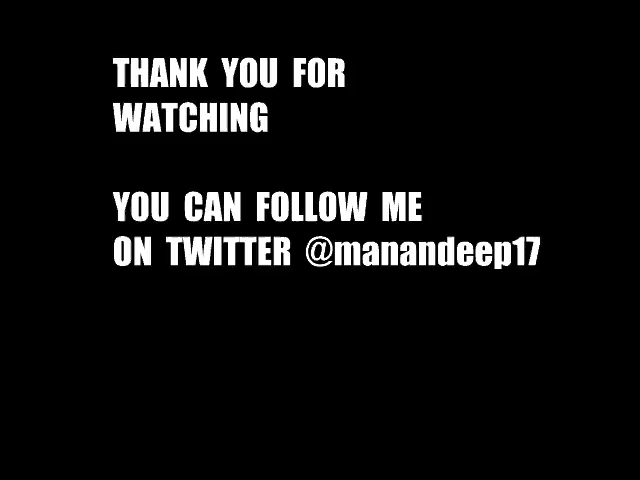 THANK YOU FOR
WATCHING
YOU CAN FOLLOW ME
ON TWITTER @manandeep17